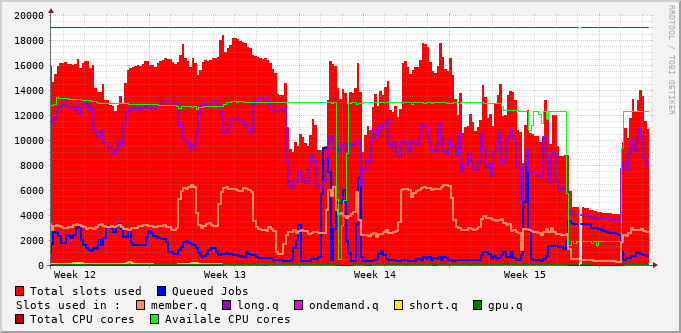 20000
18000
16000
14000
12000
10000
8000
6000
4000
2000
0
Week 12 Week 13 Week 14 Week 15
Total slots used Queued Jobs
Slots used in : member.q long.q ondemand.q short.q gpu.q
Total CPU cores Availale CPU cores
RRDTOOL / TOBI OETIKER